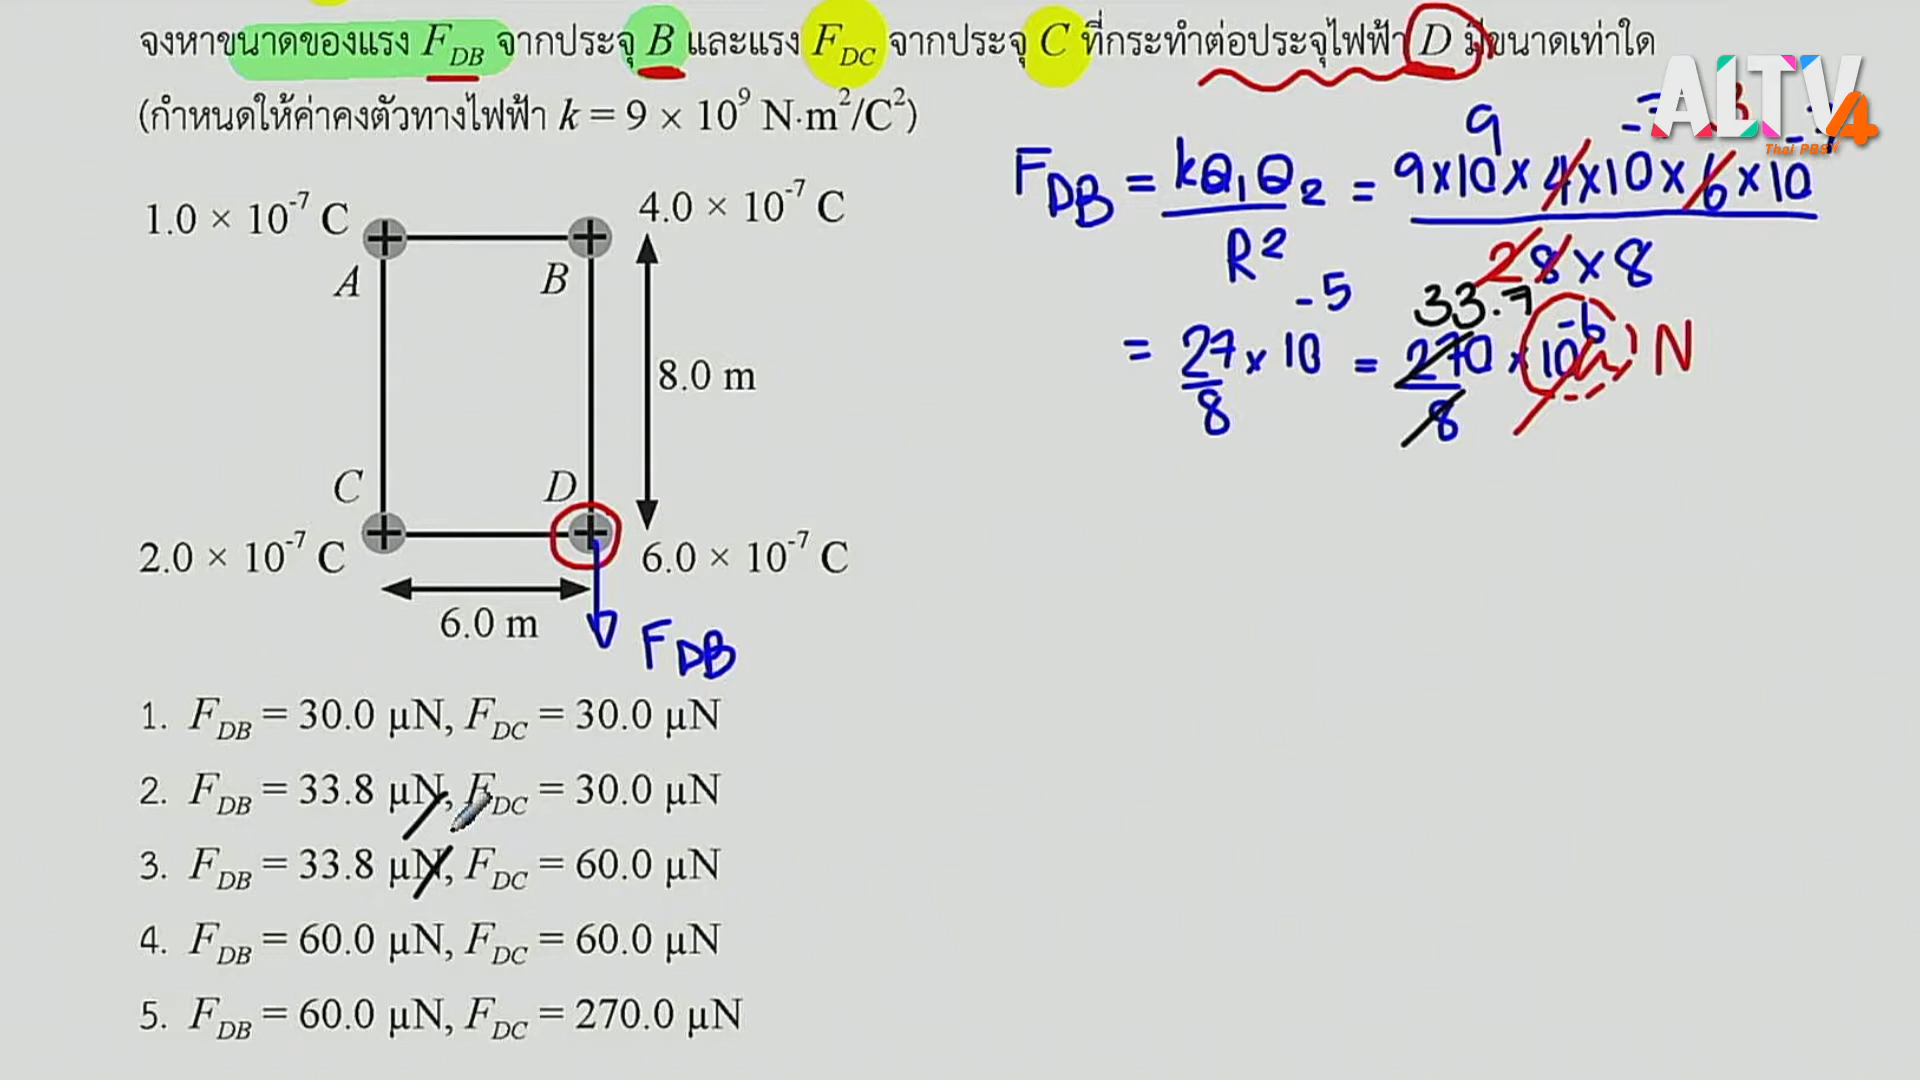 จงหาขนาดของแรง F_DB จากประจุ B และแรง F_DC จากประจุ C ที่กระทำต่อประจุไฟฟ้า D มีขนาดเท่าใด
(กำหนดให้ค่าคงตัวทางไฟฟ้า k = 9 × 10⁹ N·m²/C²)
ALTV 4
Thai PBS
F_DB = kQ₁Q₂ / R² = 9×10⁹ × 4×10⁻⁷ × 6×10⁻⁷ / 8×8
3
2
= 27/8 × 10⁻⁵ = 270/8 × 10⁻⁶ N
33.7
μ
1.0 × 10⁻⁷ C
4.0 × 10⁻⁷ C
A
B
8.0 m
C
D
2.0 × 10⁻⁷ C
6.0 × 10⁻⁷ C
6.0 m
F_DB
1. F_DB = 30.0 μN, F_DC = 30.0 μN
2. F_DB = 33.8 μN, F_DC = 30.0 μN
3. F_DB = 33.8 μN, F_DC = 60.0 μN
4. F_DB = 60.0 μN, F_DC = 60.0 μN
5. F_DB = 60.0 μN, F_DC = 270.0 μN